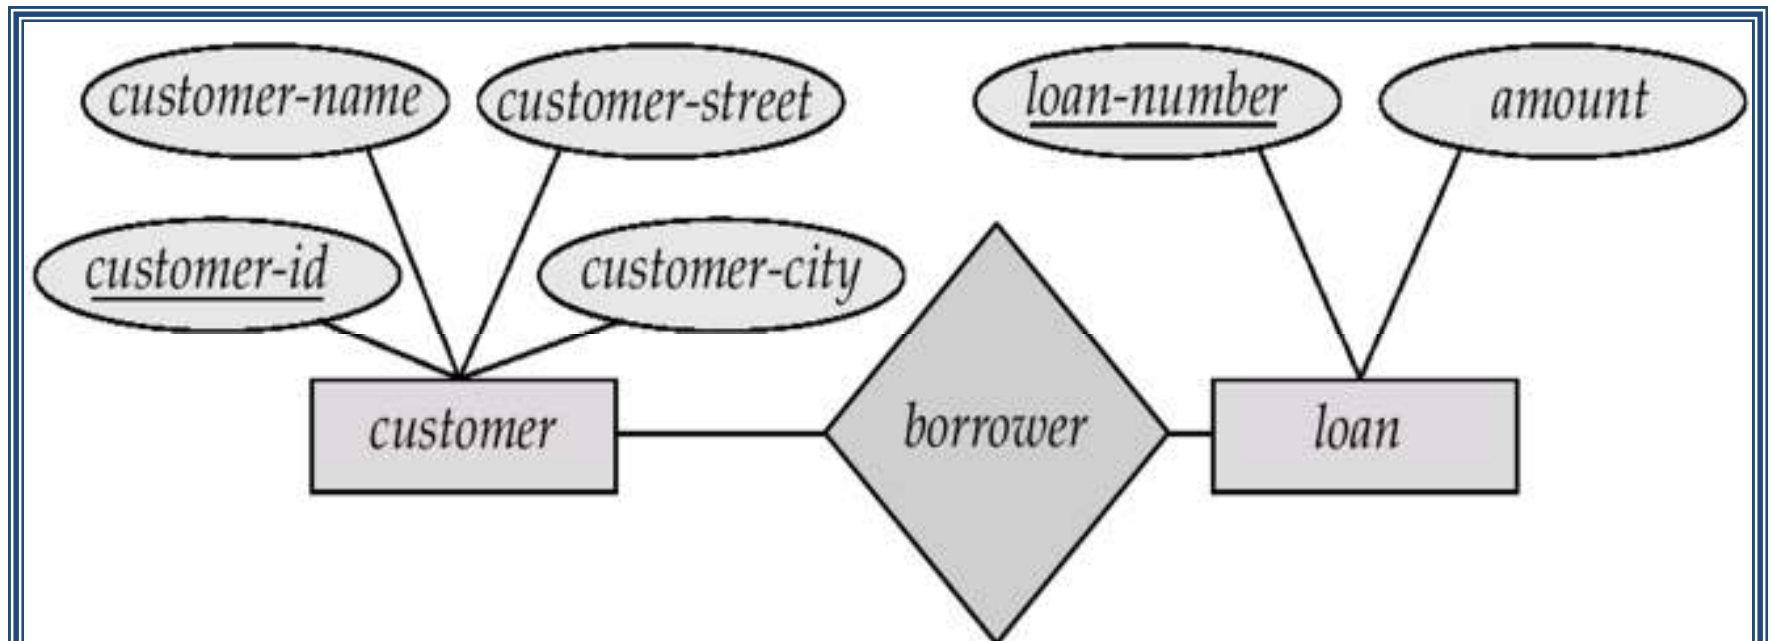 customer-name customer-street loan-number amount
customer-id customer-city
customer borrower loan